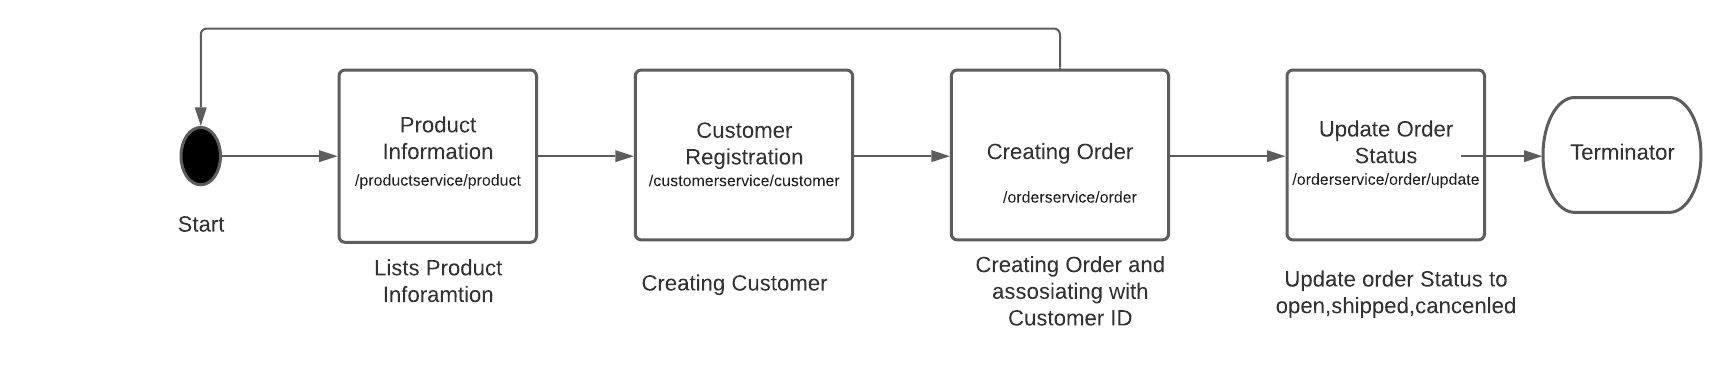 Start
Product
Information
/productservice/product
Lists Product
Inforamtion
Customer
Registration
/customerservice/customer
Creating Customer
Creating Order
/orderservice/order
Creating Order and
assosiating with
Customer ID
Update Order
Status
/orderservice/order/update
Update order Status to
open,shipped,cancenled
Terminator